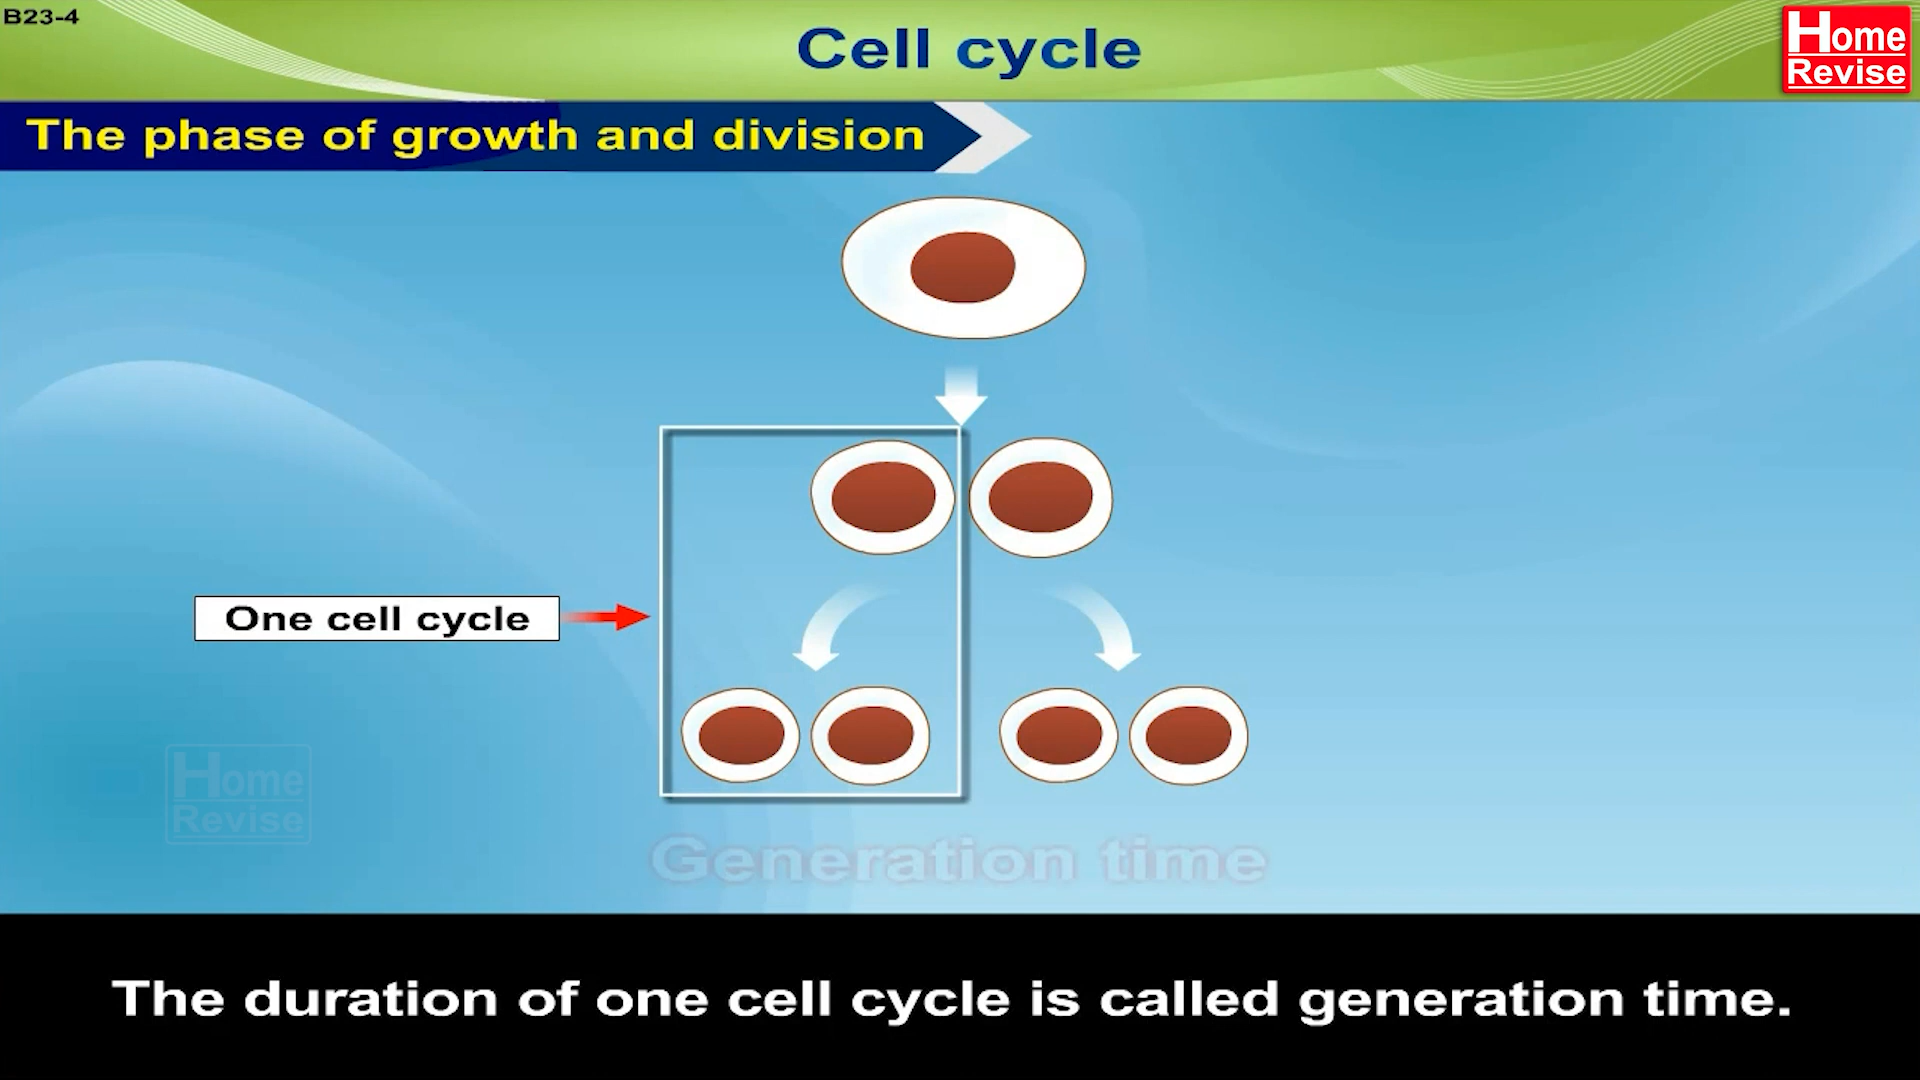 B23-4
Cell cycle
Home
Revise
The phase of growth and division
One cell cycle
Home
Revise
Generation time
The duration of one cell cycle is called generation time.